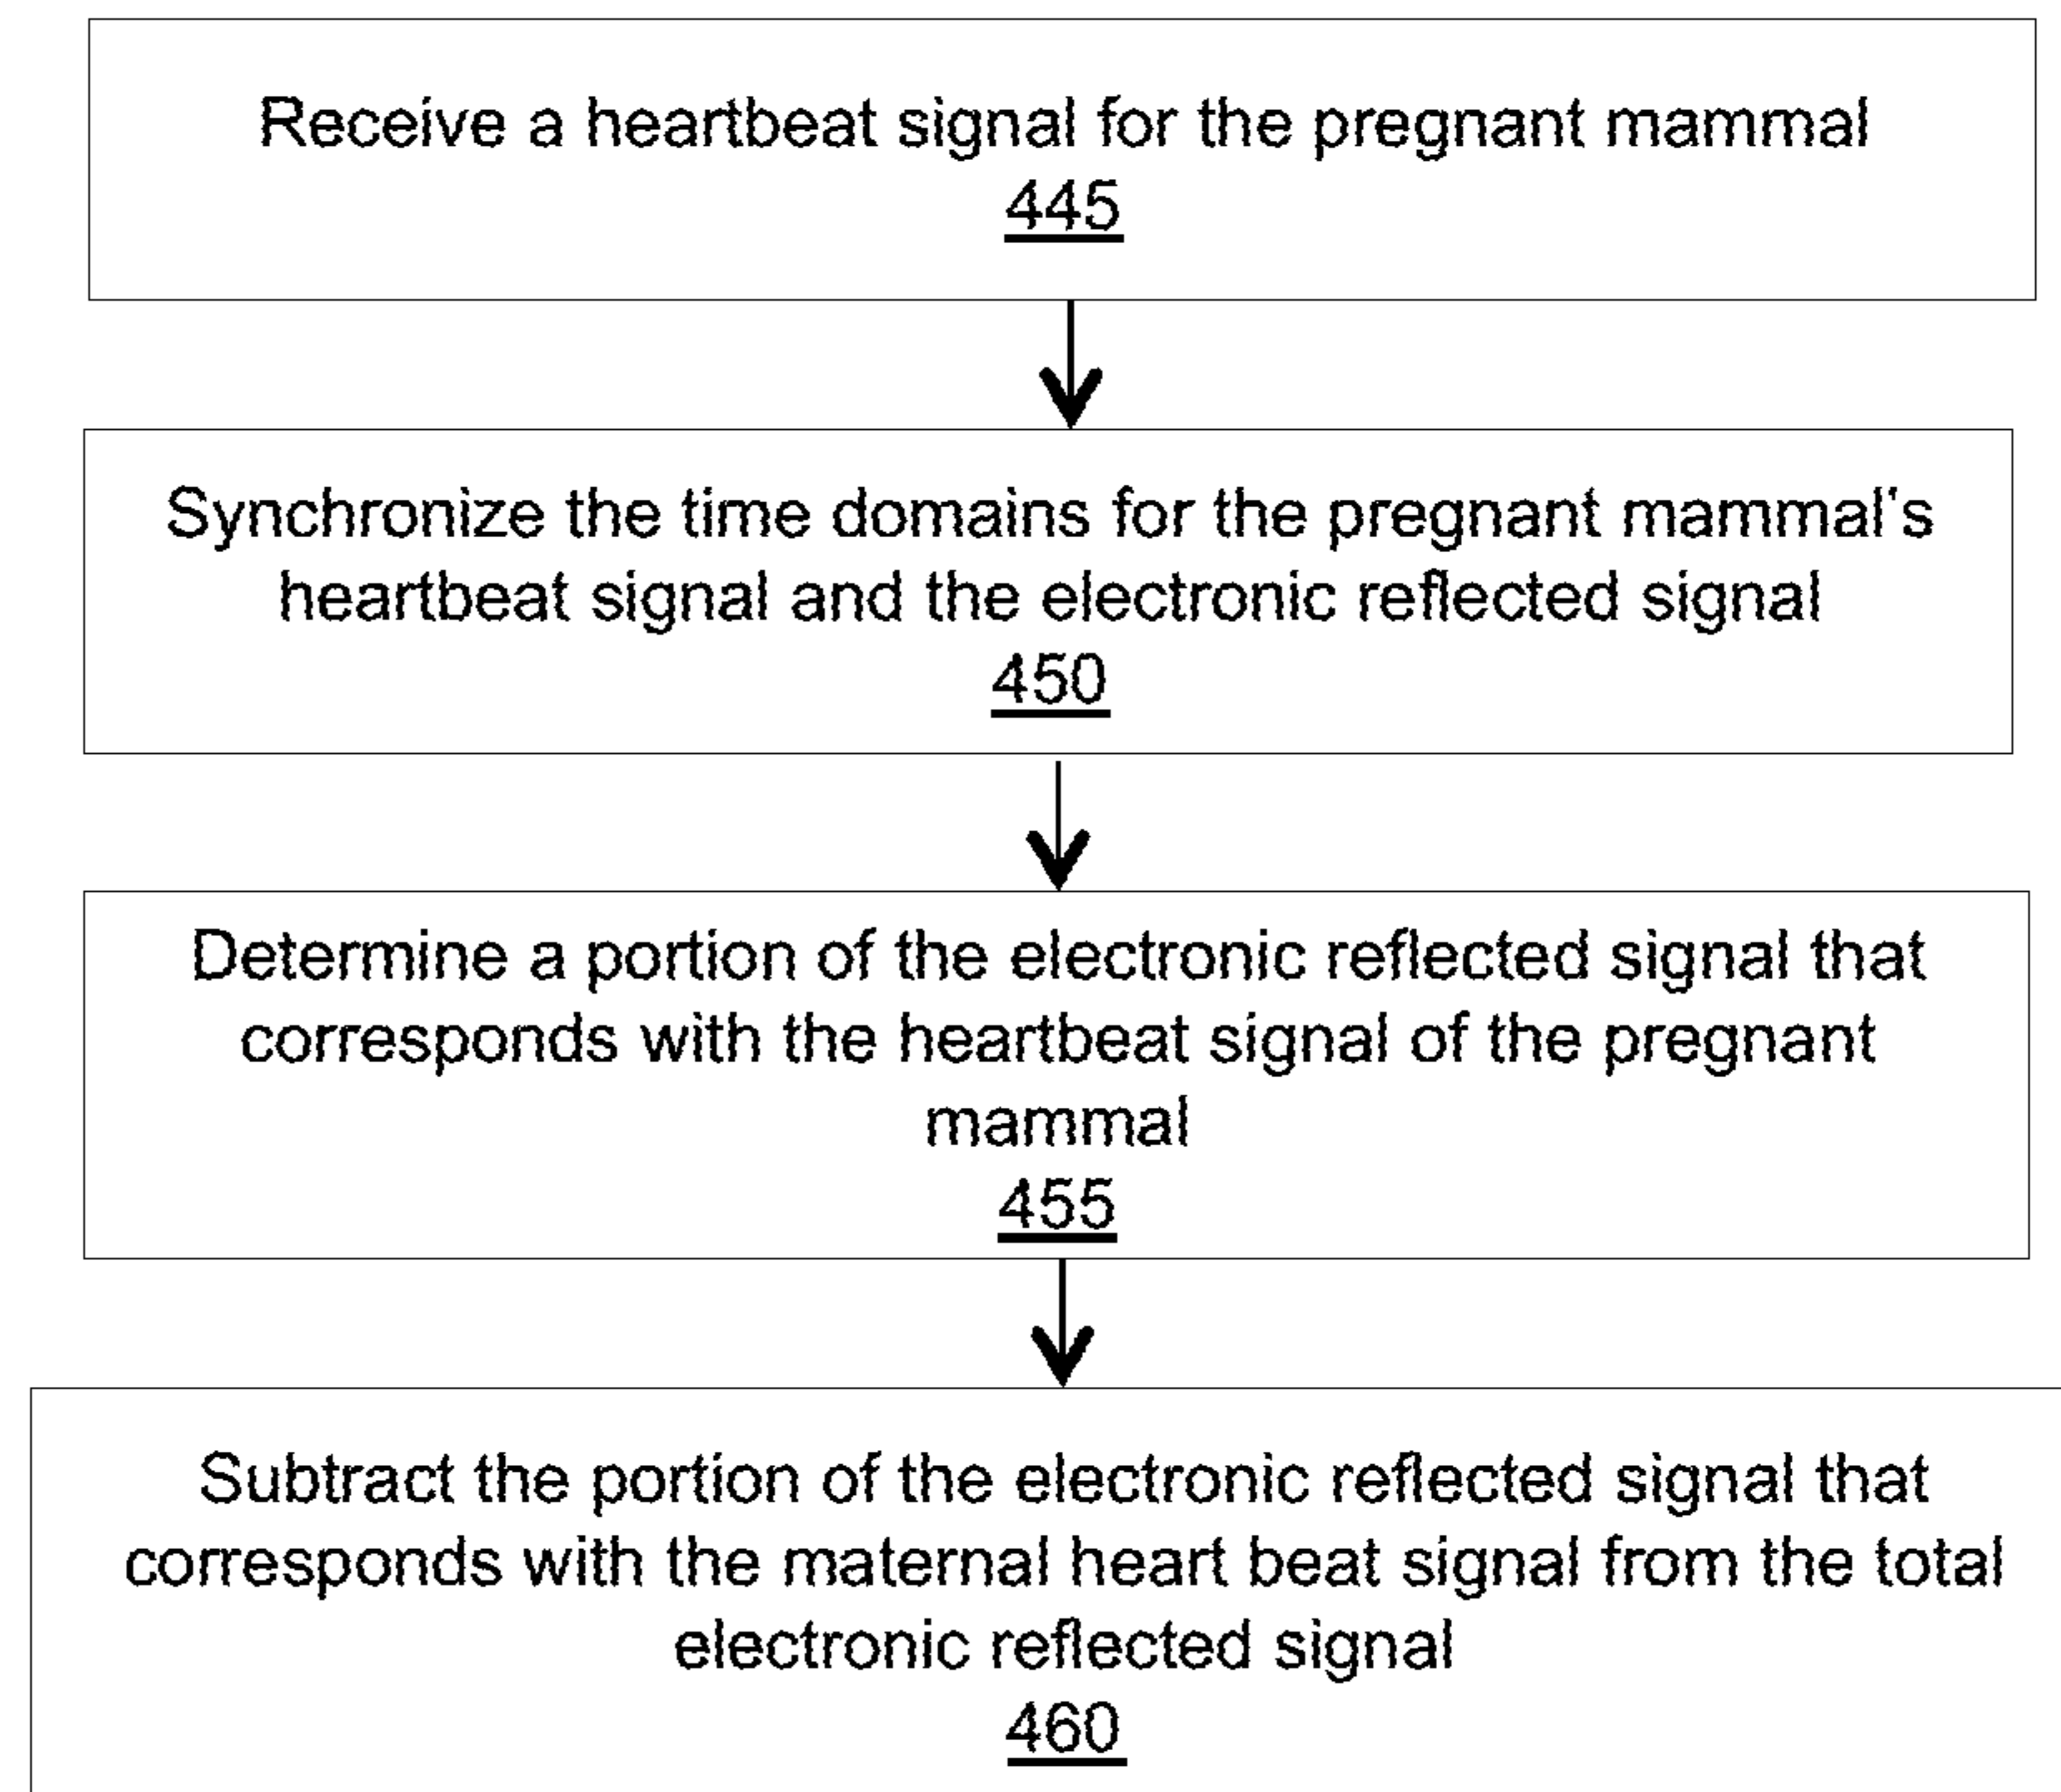 Receive a heartbeat signal for the pregnant mammal
445
Synchronize the time domains for the pregnant mammal's
heartbeat signal and the electronic reflected signal
450
Determine a portion of the electronic reflected signal that
corresponds with the heartbeat signal of the pregnant
mammal
455
Subtract the portion of the electronic reflected signal that
corresponds with the maternal heart beat signal from the total
electronic reflected signal
460